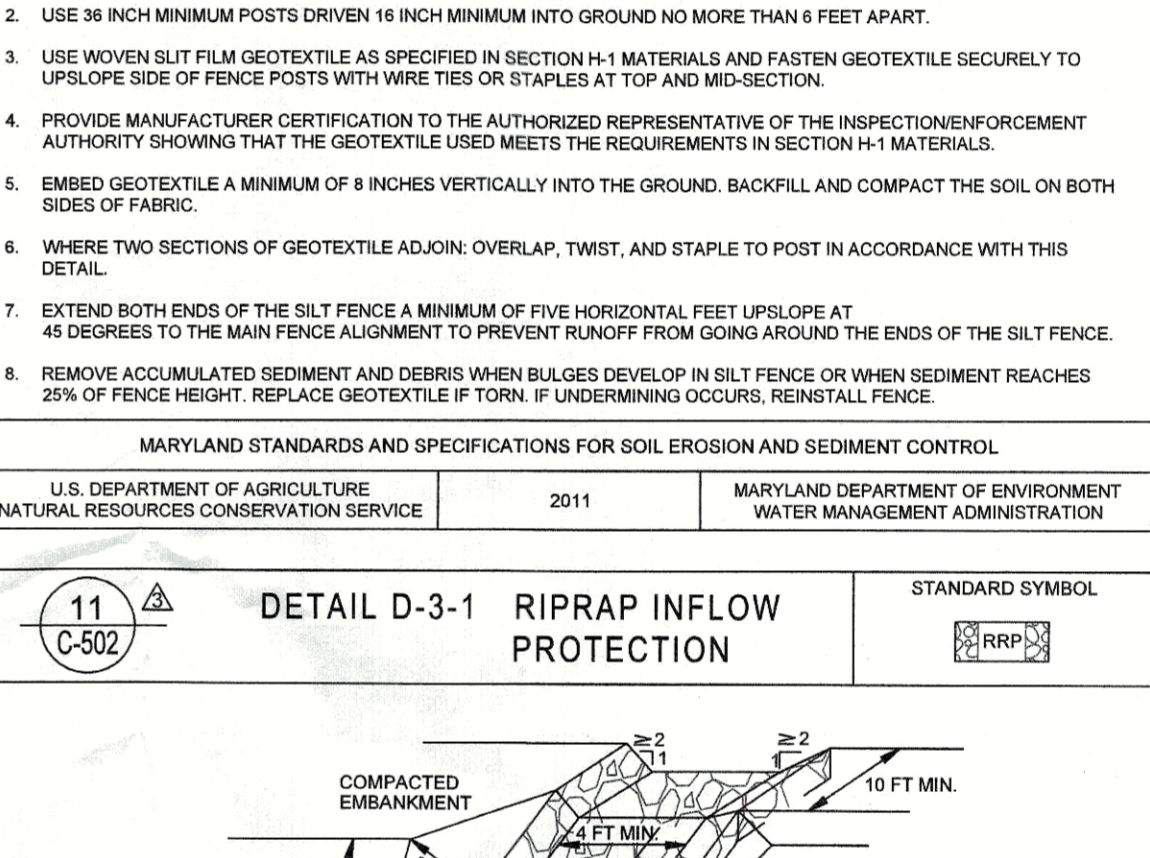 2. USE 36 INCH MINIMUM POSTS DRIVEN 16 INCH MINIMUM INTO GROUND NO MORE THAN 6 FEET APART.
3. USE WOVEN SLIT FILM GEOTEXTILE AS SPECIFIED IN SECTION H-1 MATERIALS AND FASTEN GEOTEXTILE SECURELY TO
UPSLOPE SIDE OF FENCE POSTS WITH WIRE TIES OR STAPLES AT TOP AND MID-SECTION.
4. PROVIDE MANUFACTURER CERTIFICATION TO THE AUTHORIZED REPRESENTATIVE OF THE INSPECTION/ENFORCEMENT
AUTHORITY SHOWING THAT THE GEOTEXTILE USED MEETS THE REQUIREMENTS IN SECTION H-1 MATERIALS.
5. EMBED GEOTEXTILE A MINIMUM OF 8 INCHES VERTICALLY INTO THE GROUND. BACKFILL AND COMPACT THE SOIL ON BOTH
SIDES OF FABRIC.
6. WHERE TWO SECTIONS OF GEOTEXTILE ADJOIN: OVERLAP, TWIST, AND STAPLE TO POST IN ACCORDANCE WITH THIS
DETAIL.
7. EXTEND BOTH ENDS OF THE SILT FENCE A MINIMUM OF FIVE HORIZONTAL FEET UPSLOPE AT
45 DEGREES TO THE MAIN FENCE ALIGNMENT TO PREVENT RUNOFF FROM GOING AROUND THE ENDS OF THE SILT FENCE.
8. REMOVE ACCUMULATED SEDIMENT AND DEBRIS WHEN BULGES DEVELOP IN SILT FENCE OR WHEN SEDIMENT REACHES
25% OF FENCE HEIGHT. REPLACE GEOTEXTILE IF TORN. IF UNDERMINING OCCURS, REINSTALL FENCE.
MARYLAND STANDARDS AND SPECIFICATIONS FOR SOIL EROSION AND SEDIMENT CONTROL
U.S. DEPARTMENT OF AGRICULTURE
NATURAL RESOURCES CONSERVATION SERVICE
2011
MARYLAND DEPARTMENT OF ENVIRONMENT
WATER MANAGEMENT ADMINISTRATION
11
C-502
3
DETAIL D-3-1 RIPRAP INFLOW
PROTECTION
STANDARD SYMBOL
RRP
≥2
1
≥2
1
COMPACTED
EMBANKMENT
10 FT MIN.
4 FT MIN.